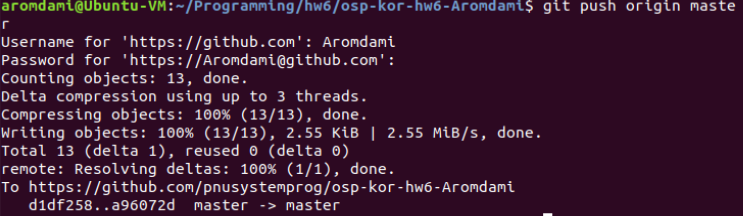 aromdami@Ubuntu-VM:~/Programming/hw6/osp-kor-hw6-Aromdami$ git push origin maste
r
Username for 'https://github.com': Aromdami
Password for 'https://Aromdami@github.com':
Counting objects: 13, done.
Delta compression using up to 3 threads.
Compressing objects: 100% (13/13), done.
Writing objects: 100% (13/13), 2.55 KiB | 2.55 MiB/s, done.
Total 13 (delta 1), reused 0 (delta 0)
remote: Resolving deltas: 100% (1/1), done.
To https://github.com/pnusystemprog/osp-kor-hw6-Aromdami
   d1df258..a96072d  master -> master